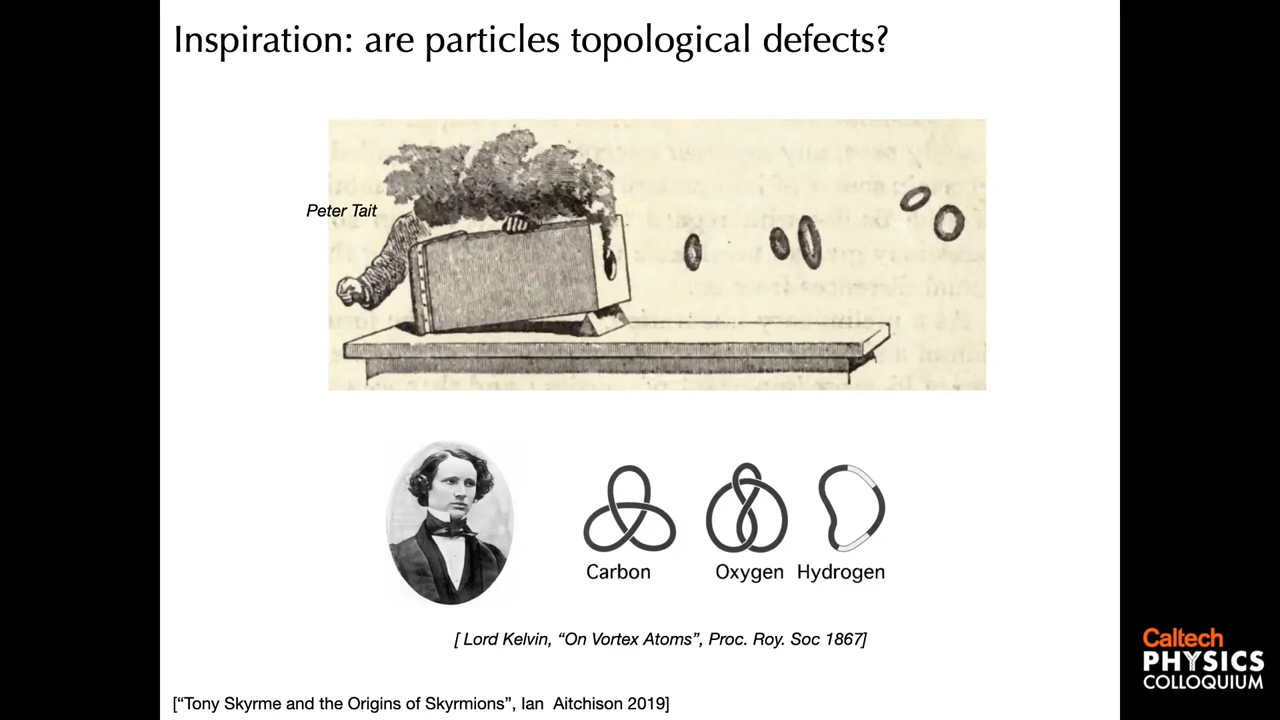 Inspiration: are particles topological defects?
Peter Tait
Carbon
Oxygen
Hydrogen
[ Lord Kelvin, “On Vortex Atoms”, Proc. Roy. Soc 1867]
["Tony Skyrme and the Origins of Skyrmions”, Ian Aitchison 2019]
Caltech
PHYSICS
COLLOQUIUM